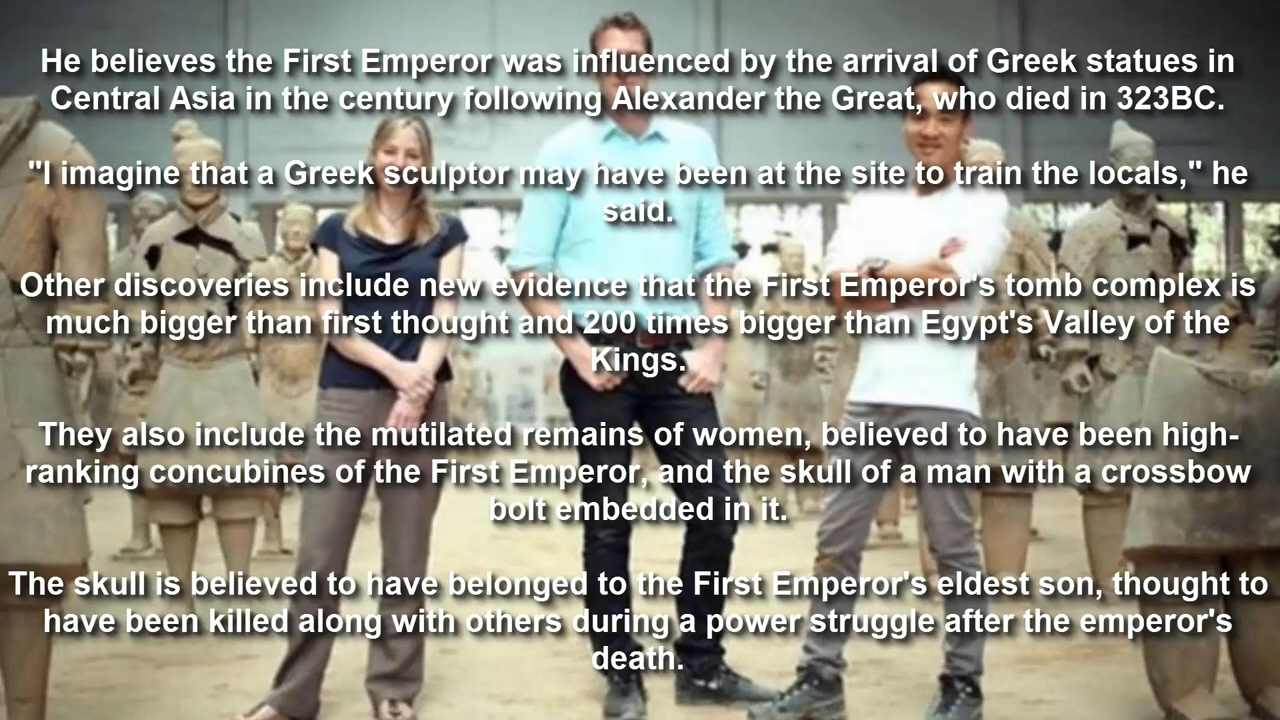 He believes the First Emperor was influenced by the arrival of Greek statues in
Central Asia in the century following Alexander the Great, who died in 323BC.
"I imagine that a Greek sculptor may have been at the site to train the locals," he
said.
Other discoveries include new evidence that the First Emperor's tomb complex is
much bigger than first thought and 200 times bigger than Egypt's Valley of the
Kings.
They also include the mutilated remains of women, believed to have been high-
ranking concubines of the First Emperor, and the skull of a man with a crossbow
bolt embedded in it.
The skull is believed to have belonged to the First Emperor's eldest son, thought to
have been killed along with others during a power struggle after the emperor's
death.